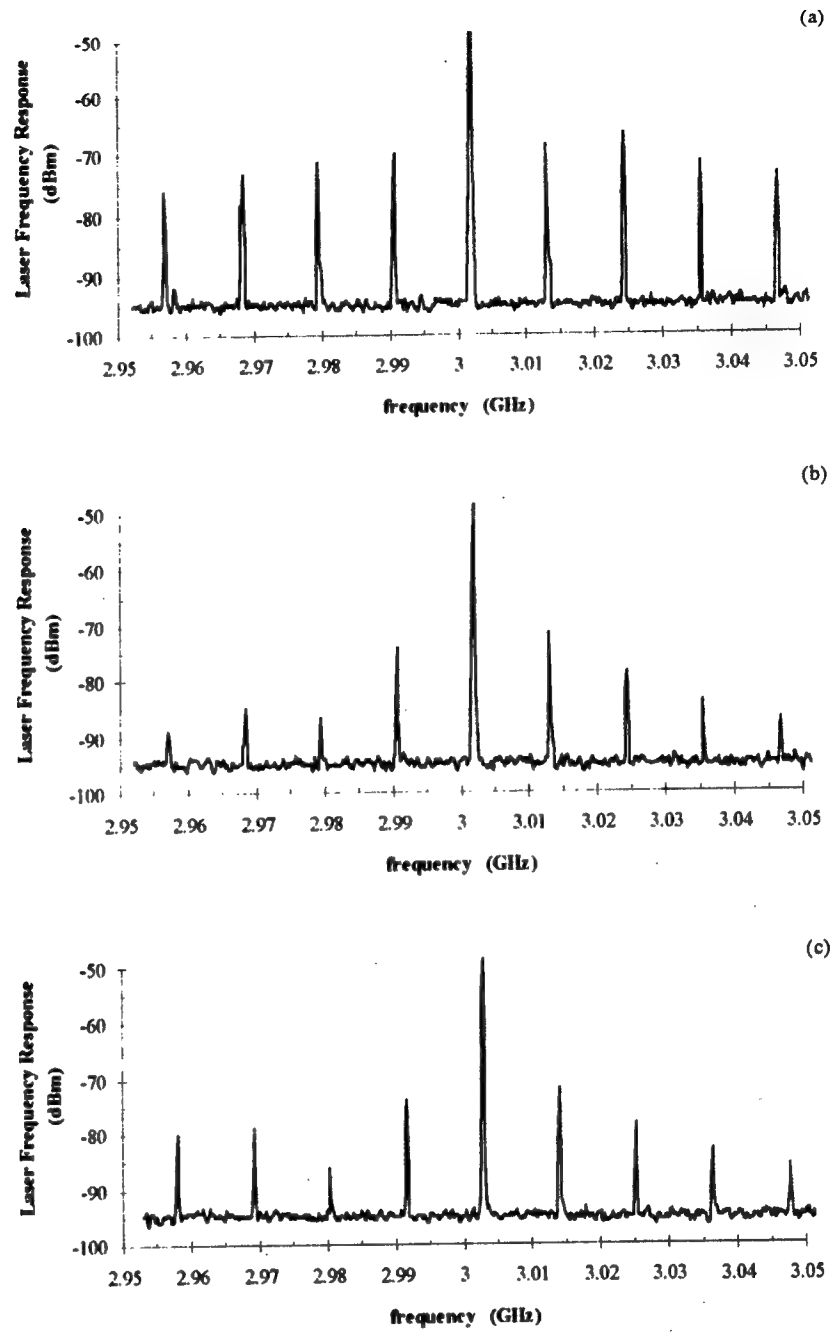 (a)
Laser Frequency Response
(dBm)
-50
-60
-70
-80
-90
-100
2.95 2.96 2.97 2.98 2.99 3 3.01 3.02 3.03 3.04 3.05
frequency (GHz)
(b)
Laser Frequency Response
(dBm)
-50
-60
-70
-80
-90
-100
2.95 2.96 2.97 2.98 2.99 3 3.01 3.02 3.03 3.04 3.05
frequency (GHz)
(c)
Laser Frequency Response
(dBm)
-50
-60
-70
-80
-90
-100
2.95 2.96 2.97 2.98 2.99 3 3.01 3.02 3.03 3.04 3.05
frequency (GHz)